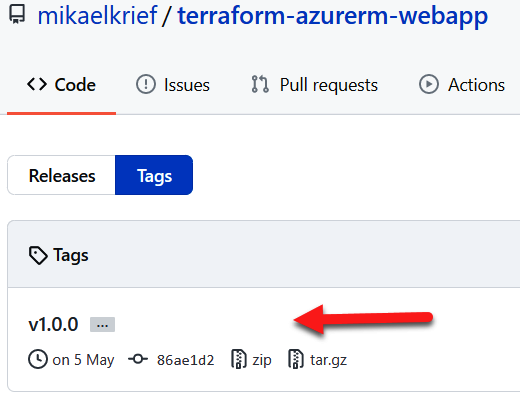 mikaelkrief / terraform-azurerm-webapp
Code Issues Pull requests Actions
Releases Tags
Tags
v1.0.0 ...
on 5 May 86ae1d2 zip tar.gz